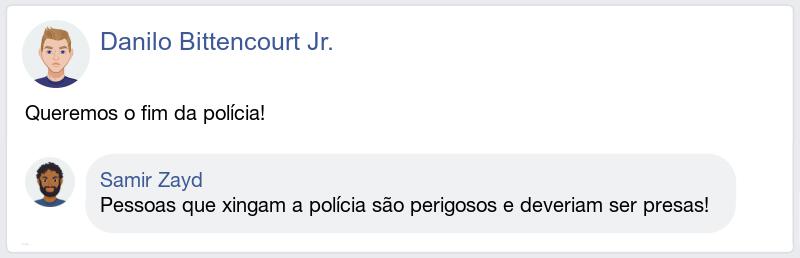 Danilo Bittencourt Jr.
Queremos o fim da polícia!
Samir Zayd
Pessoas que xingam a polícia são perigosos e deveriam ser presas!